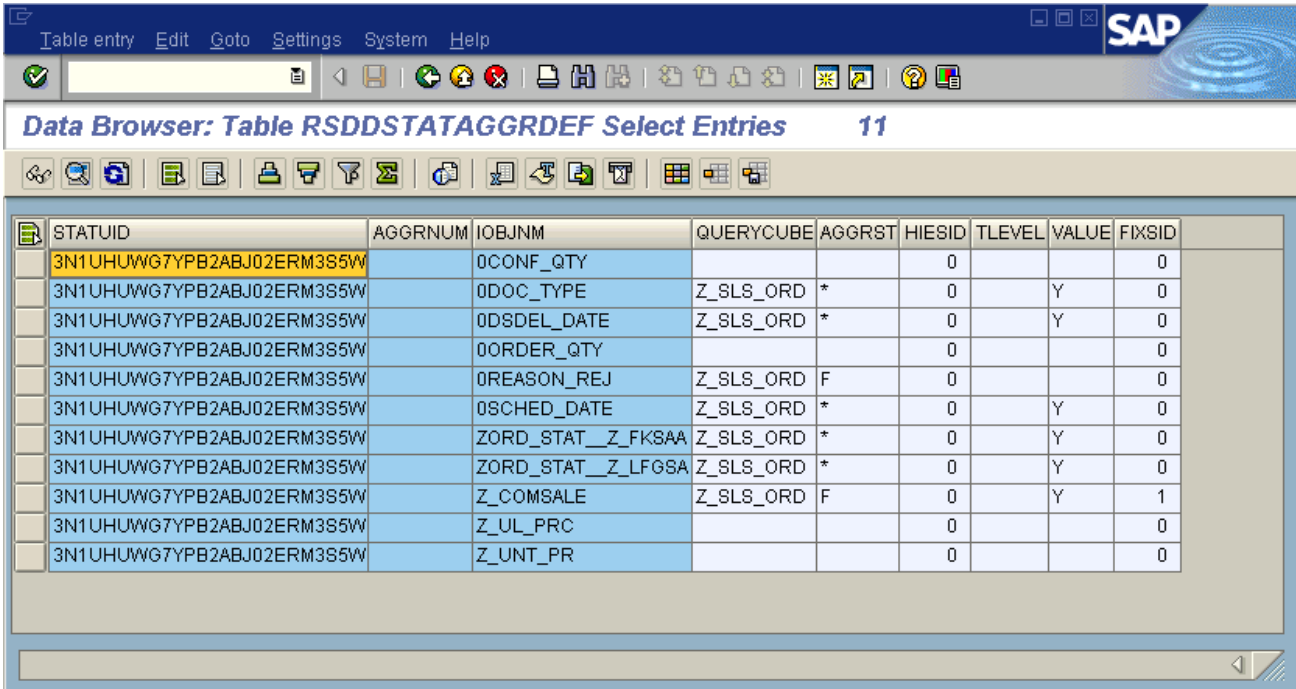 Table entry Edit Goto Settings System Help
SAP
Data Browser: Table RSDDSTATAGGRDEF Select Entries 11
STATUID AGGRNUM IOBJNM QUERYCUBE AGGRST HIESID TLEVEL VALUE FIXSID
3N1UHUWG7YPB2ABJ02ERM3S5W 0CONF_QTY 0 0
3N1UHUWG7YPB2ABJ02ERM3S5W 0DOC_TYPE Z_SLS_ORD * 0 Y 0
3N1UHUWG7YPB2ABJ02ERM3S5W 0DSDEL_DATE Z_SLS_ORD * 0 Y 0
3N1UHUWG7YPB2ABJ02ERM3S5W 0ORDER_QTY 0 0
3N1UHUWG7YPB2ABJ02ERM3S5W 0REASON_REJ Z_SLS_ORD F 0 0
3N1UHUWG7YPB2ABJ02ERM3S5W 0SCHED_DATE Z_SLS_ORD * 0 Y 0
3N1UHUWG7YPB2ABJ02ERM3S5W ZORD_STAT__Z_FKSAA Z_SLS_ORD * 0 Y 0
3N1UHUWG7YPB2ABJ02ERM3S5W ZORD_STAT__Z_LFGSA Z_SLS_ORD * 0 Y 0
3N1UHUWG7YPB2ABJ02ERM3S5W Z_COMSALE Z_SLS_ORD F 0 Y 1
3N1UHUWG7YPB2ABJ02ERM3S5W Z_UL_PRC 0 0
3N1UHUWG7YPB2ABJ02ERM3S5W Z_UNT_PR 0 0